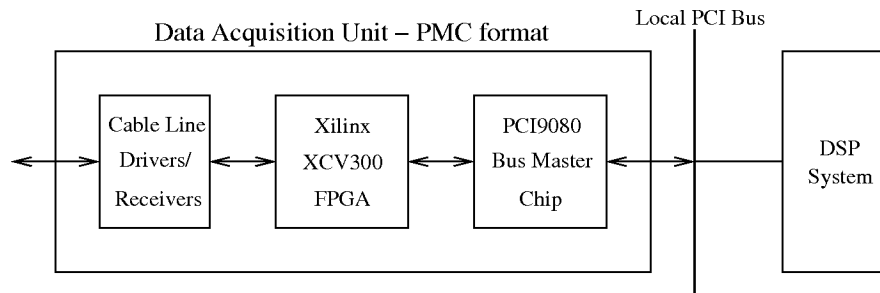 Local PCI Bus
Data Acquisition Unit – PMC format
Cable Line
Drivers/
Receivers
Xilinx
XCV300
FPGA
PCI9080
Bus Master
Chip
DSP
System